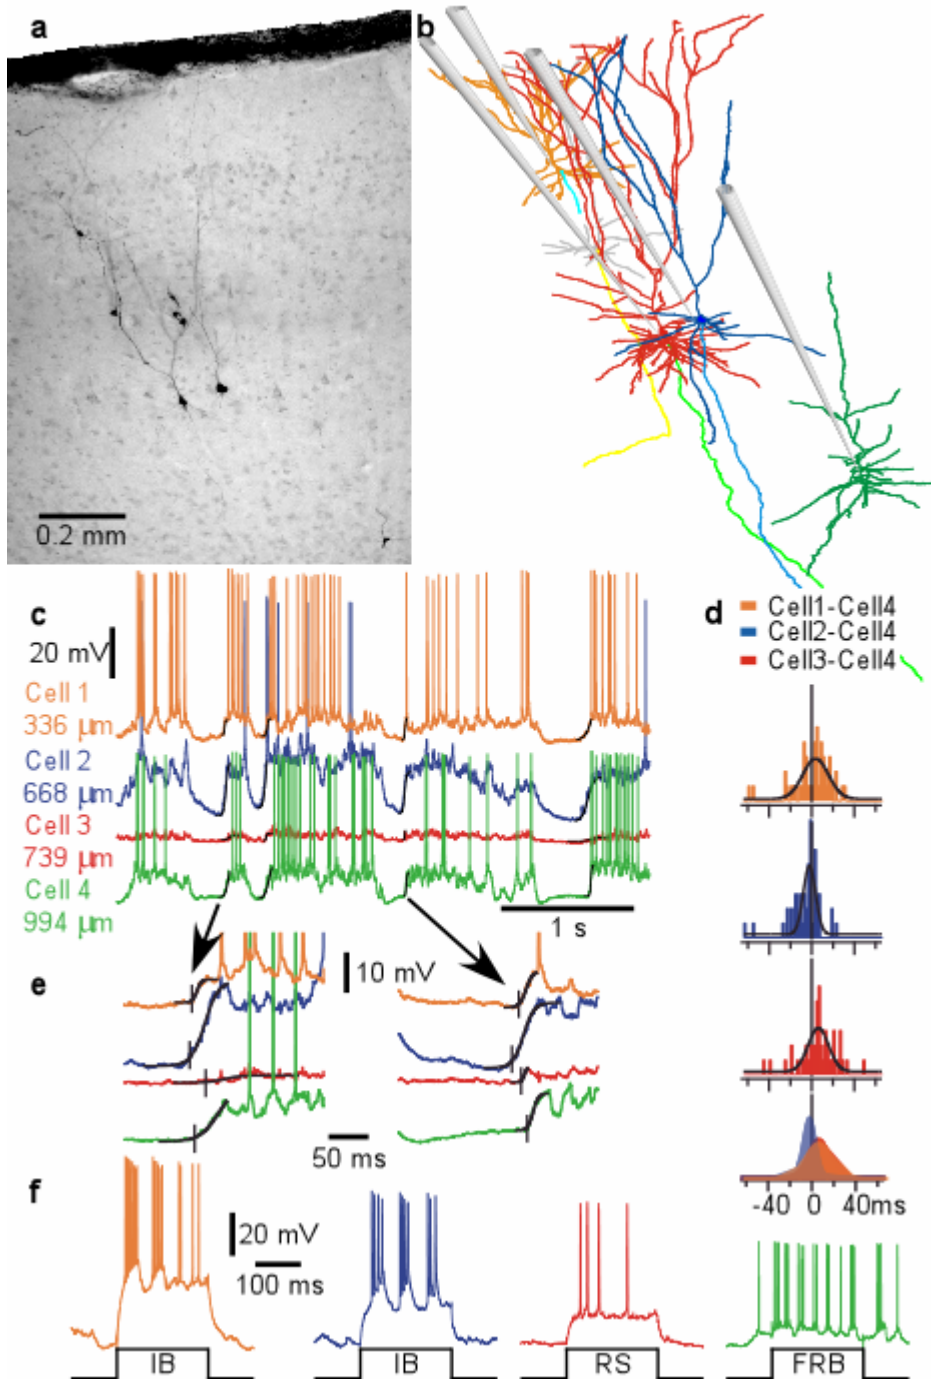 a
b
0.2 mm
c
20 mV
Cell 1
336 µm
Cell 2
668 µm
Cell 3
739 µm
Cell 4
994 µm
1 s
d
Cell1-Cell4
Cell2-Cell4
Cell3-Cell4
-40 0 40ms
e
10 mV
50 ms
f
20 mV
100 ms
IB
IB
RS
FRB